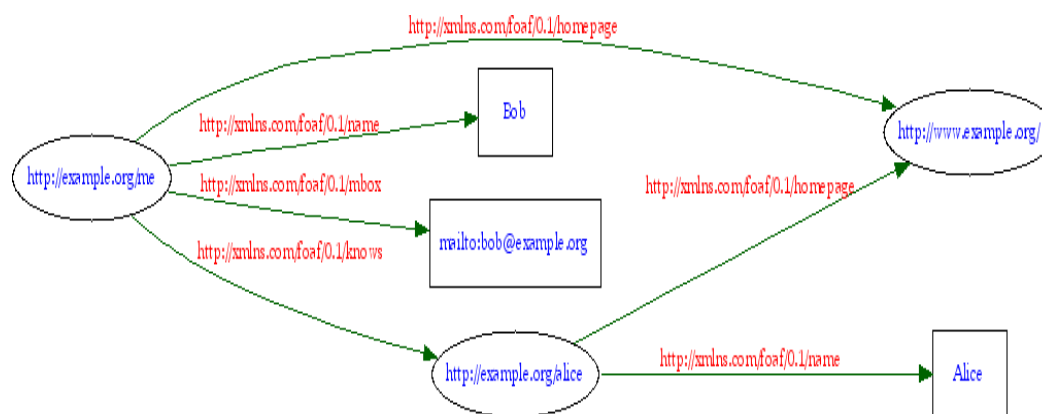 http://xmlns.com/foaf/0.1/homepage
Bob
http://xmlns.com/foaf/0.1/name
http://www.example.org/
http://example.org/me
http://xmlns.com/foaf/0.1/mbox
http://xmlns.com/foaf/0.1/homepage
mailto:bob@example.org
http://xmlns.com/foaf/0.1/knows
http://xmlns.com/foaf/0.1/name
http://example.org/alice
Alice